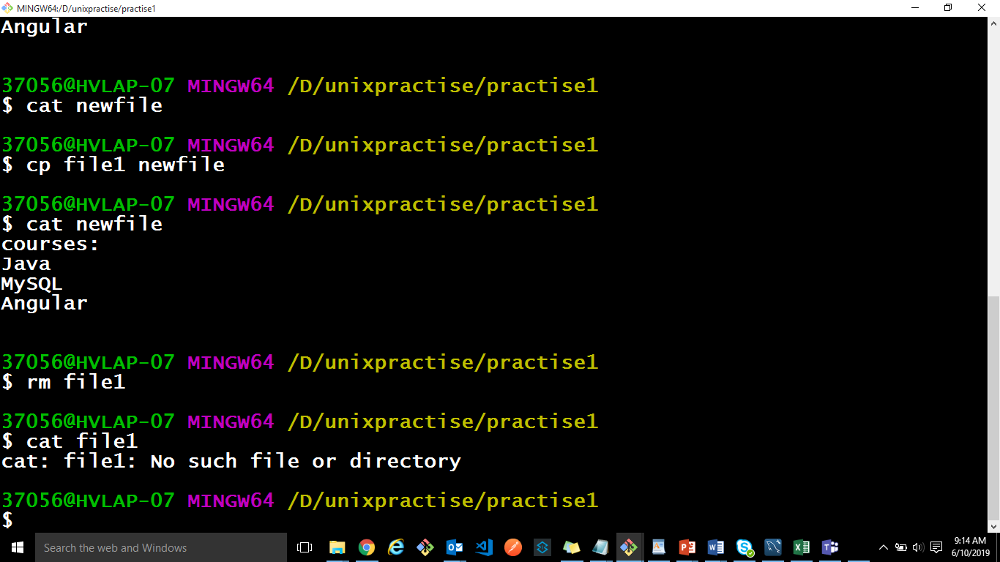 MINGW64:/D/unixpractise/practise1
Angular
37056@HVLAP-07 MINGW64 /D/unixpractise/practise1
$ cat newfile
37056@HVLAP-07 MINGW64 /D/unixpractise/practise1
$ cp file1 newfile
37056@HVLAP-07 MINGW64 /D/unixpractise/practise1
$ cat newfile
courses:
Java
MySQL
Angular
37056@HVLAP-07 MINGW64 /D/unixpractise/practise1
$ rm file1
37056@HVLAP-07 MINGW64 /D/unixpractise/practise1
$ cat file1
cat: file1: No such file or directory
37056@HVLAP-07 MINGW64 /D/unixpractise/practise1
$
Search the web and Windows
9:14 AM
6/10/2019